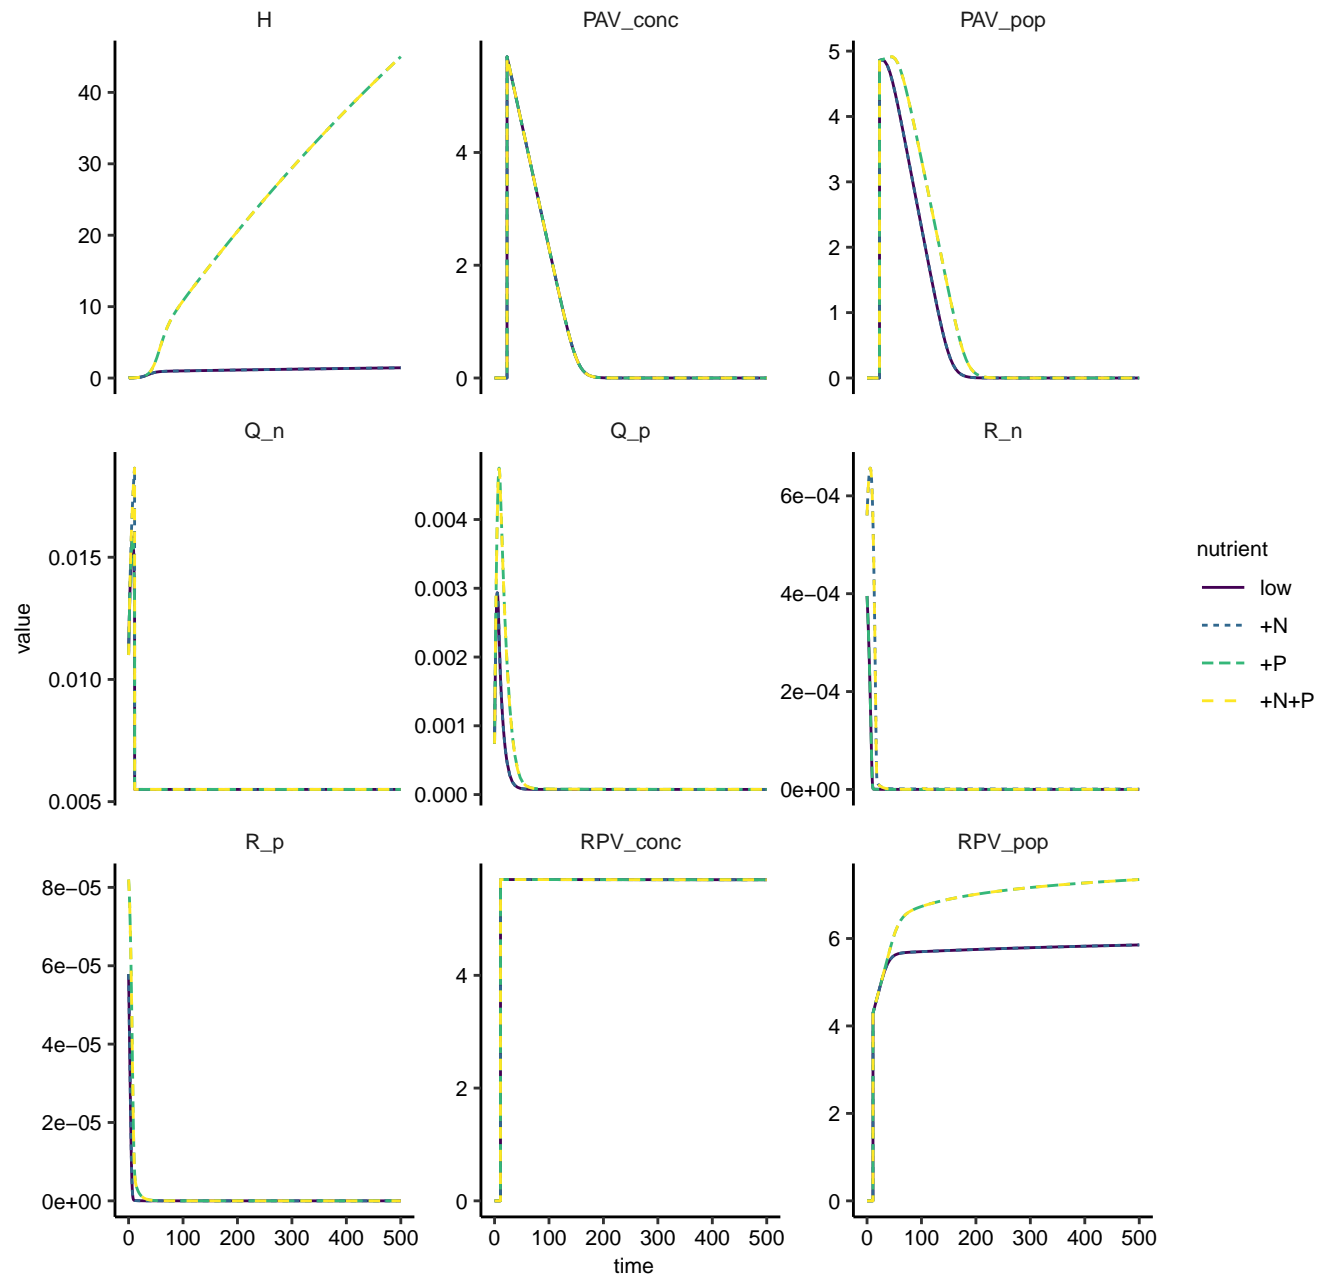 H
PAV_conc
PAV_pop
40
30
20
10
0
4
2
0
5
4
3
2
1
0
Q_n
Q_p
R_n
0.015
0.010
0.005
0.004
0.003
0.002
0.001
0.000
6e−04
4e−04
2e−04
0e+00
value
nutrient
low
+N
+P
+N+P
R_p
RPV_conc
RPV_pop
8e−05
6e−05
4e−05
2e−05
0e+00
4
2
0
6
4
2
0
0 100 200 300 400 500
0 100 200 300 400 500
0 100 200 300 400 500
time